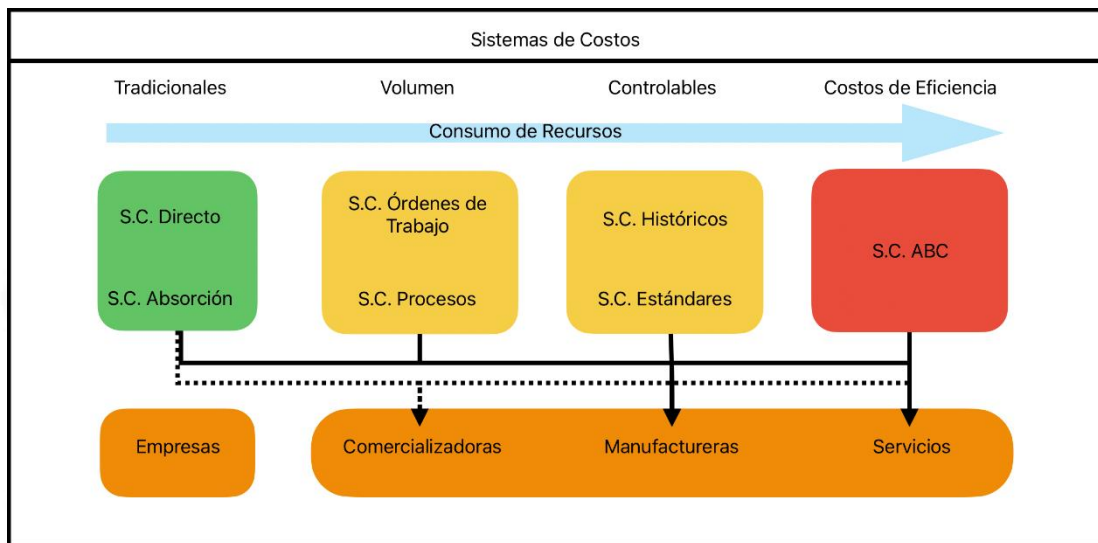 Sistemas de Costos
Tradicionales
Volumen
Controlables
Costos de Eficiencia
Consumo de Recursos
S.C. Directo
S.C. Absorción
S.C. Órdenes de
Trabajo
S.C. Procesos
S.C. Históricos
S.C. Estándares
S.C. ABC
Empresas
Comercializadoras
Manufactureras
Servicios